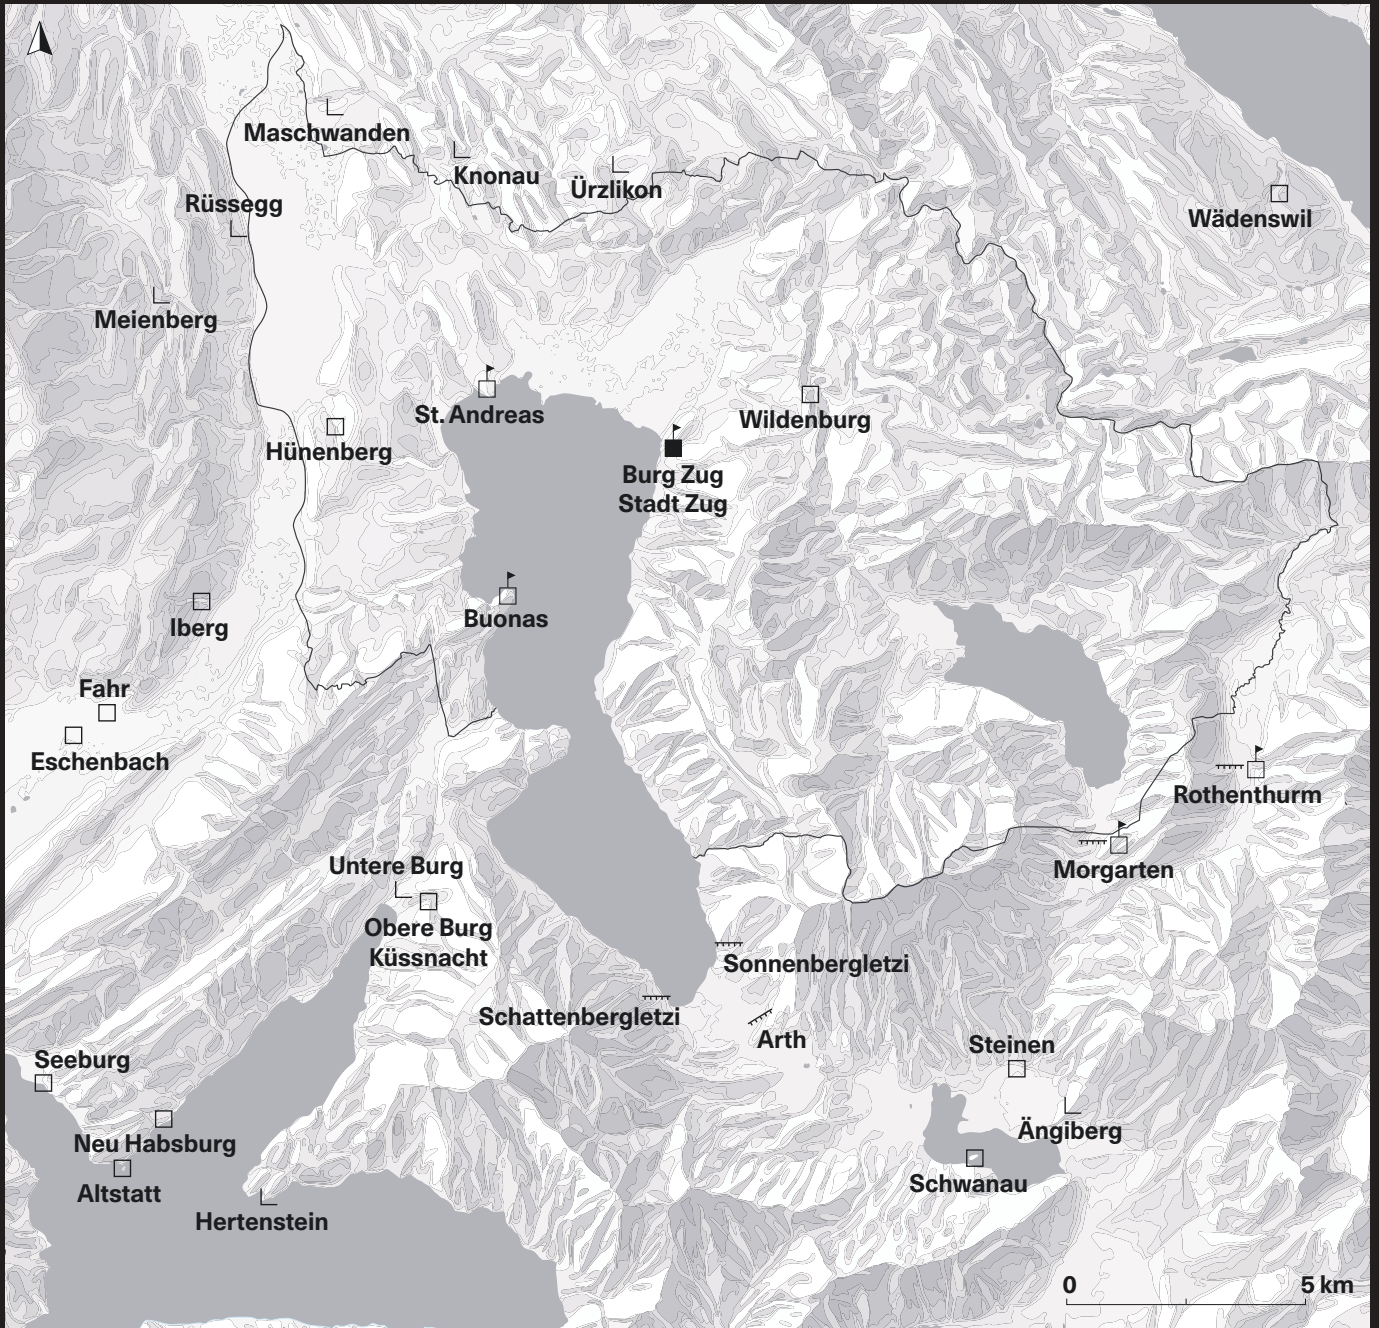 Maschwanden
Knonau
Ürzlikon
Rüssegg
Wädenswil
Meienberg
St. Andreas
Wildenburg
Hünenberg
Burg Zug
Stadt Zug
Buonas
Iberg
Fahr
Eschenbach
Rothenthurm
Untere Burg
Morgarten
Obere Burg
Küssnacht
Sonnenbergletzi
Schattenbergletzi
Arth
Steinen
Seeburg
Ängiberg
Neu Habsburg
Schwanau
Altstatt
Hertenstein
0 5 km